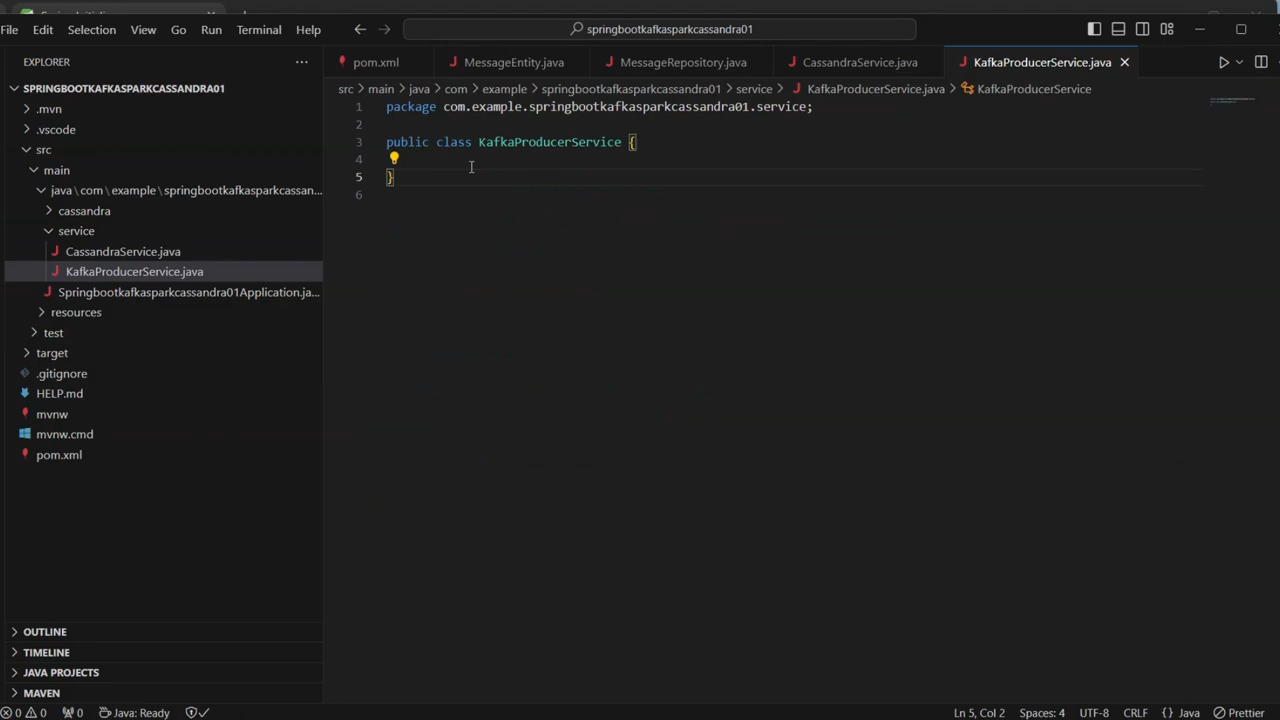 File Edit Selection View Go Run Terminal Help
springbootkafkasparkcassandra01
EXPLORER
SPRINGBOOTKAFKASPARKCASSANDRA01
.mvn
.vscode
src
main
java\com\example\springbootkafkasparkcassan...
cassandra
service
CassandraService.java
KafkaProducerService.java
Springbootkafkasparkcassandra01Application.ja...
resources
test
target
.gitignore
HELP.md
mvnw
mvnw.cmd
pom.xml
OUTLINE
TIMELINE
JAVA PROJECTS
MAVEN
pom.xml MessageEntity.java MessageRepository.java CassandraService.java KafkaProducerService.java
src > main > java > com > example > springbootkafkasparkcassandra01 > service > KafkaProducerService.java > KafkaProducerService
1 package com.example.springbootkafkasparkcassandra01.service;
2
3 public class KafkaProducerService {
4
5 }
6
0 0 0 Java: Ready Ln 5, Col 2 Spaces: 4 UTF-8 CRLF {} Java Prettier